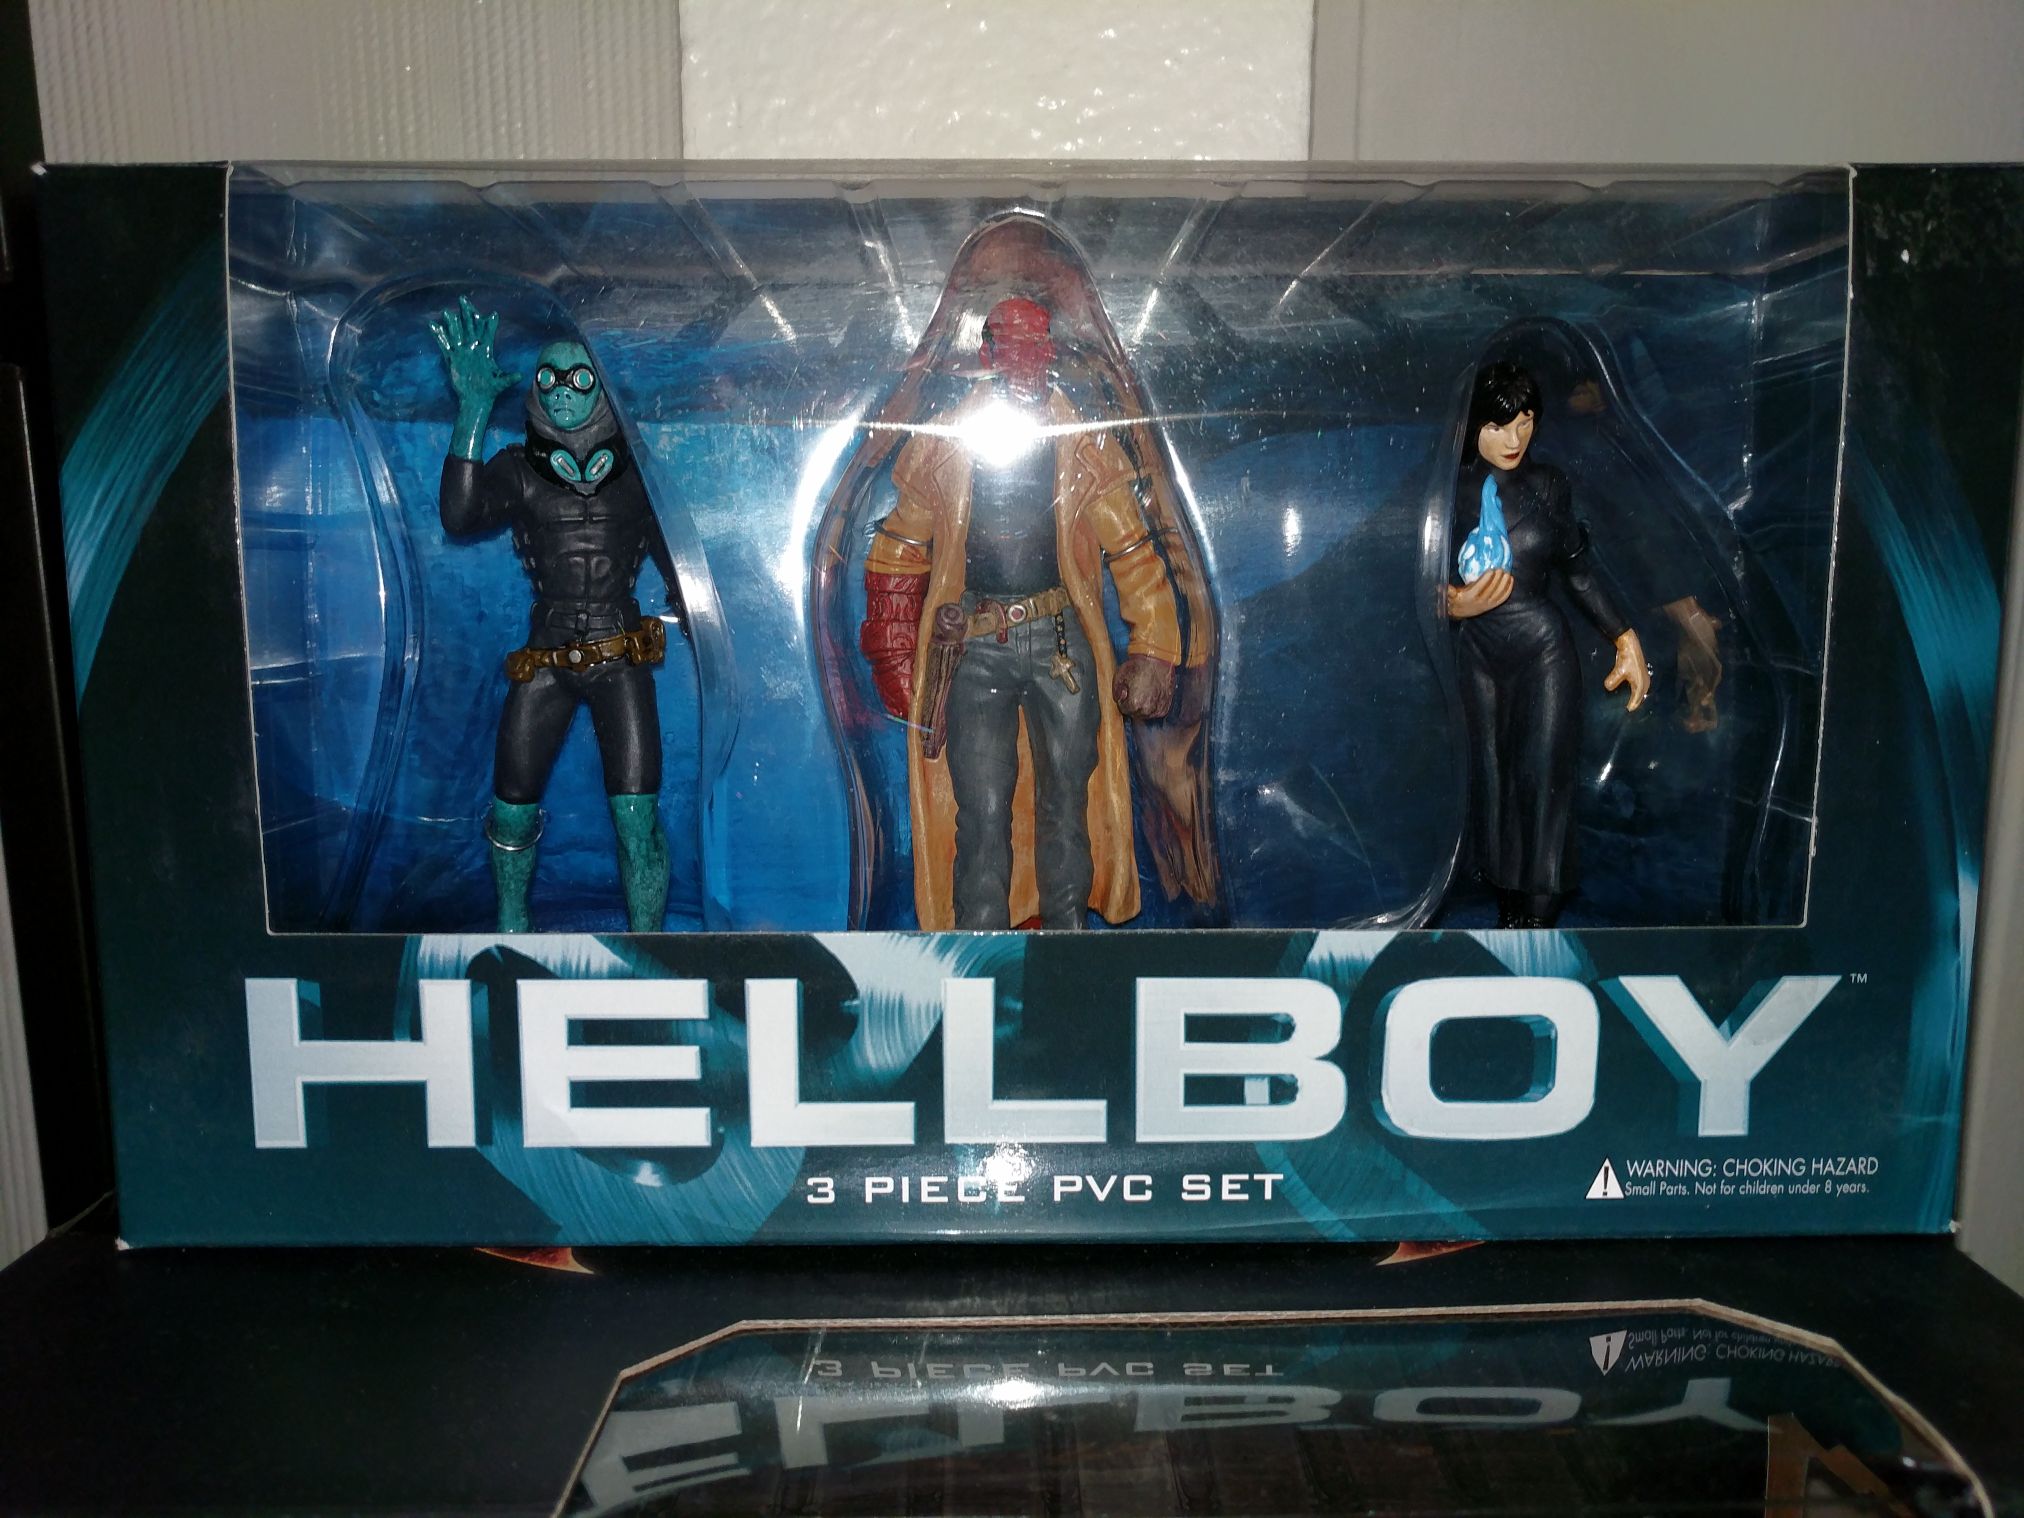 HELLBOY™
3 PIECE PVC SET
WARNING: CHOKING HAZARD
Small Parts. Not for children under 8 years.